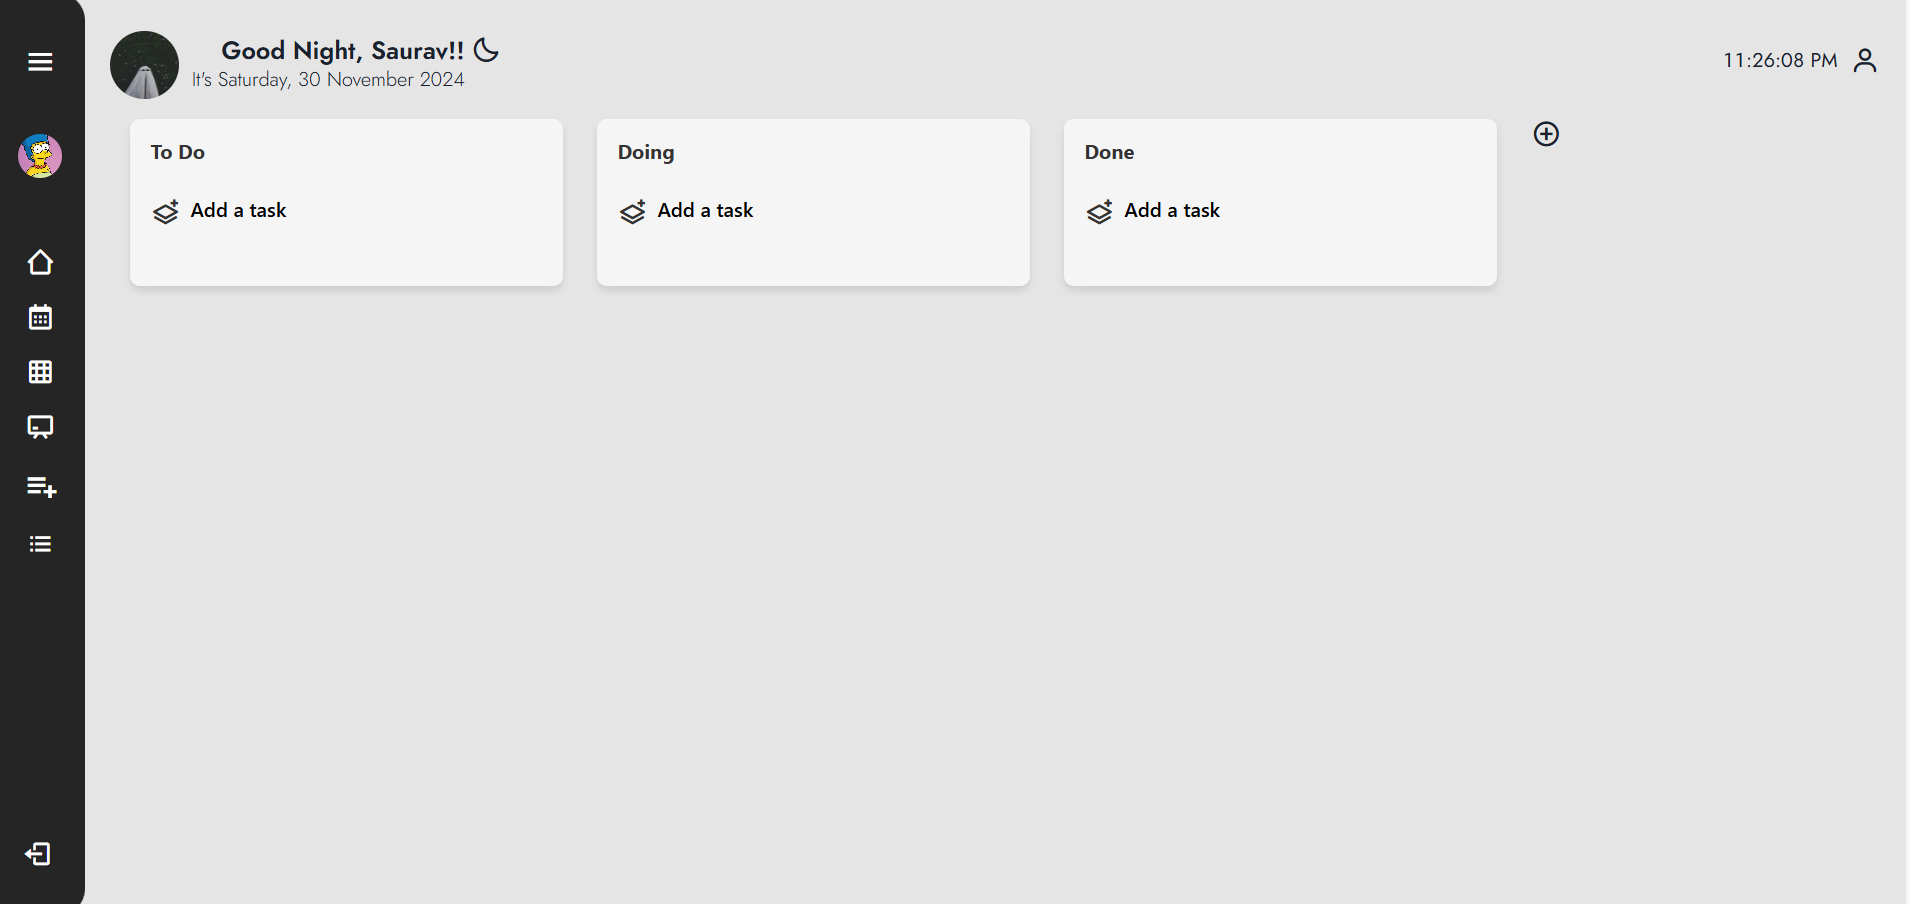 Good Night, Saurav!!
It's Saturday, 30 November 2024
11:26:08 PM
To Do
Add a task
Doing
Add a task
Done
Add a task